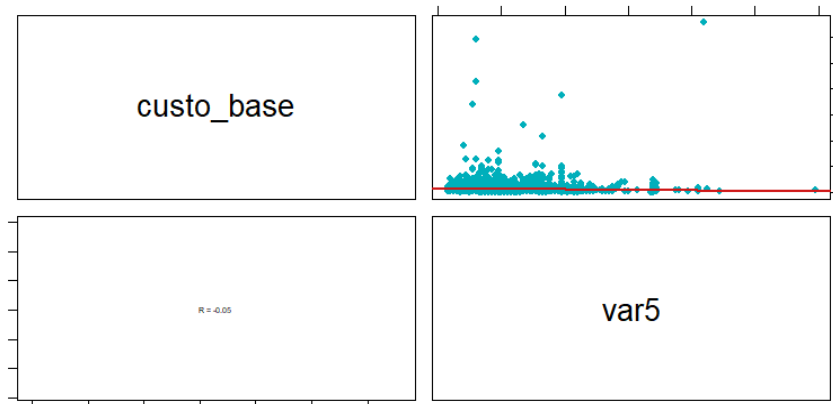 custo_base
R = -0.05
var5